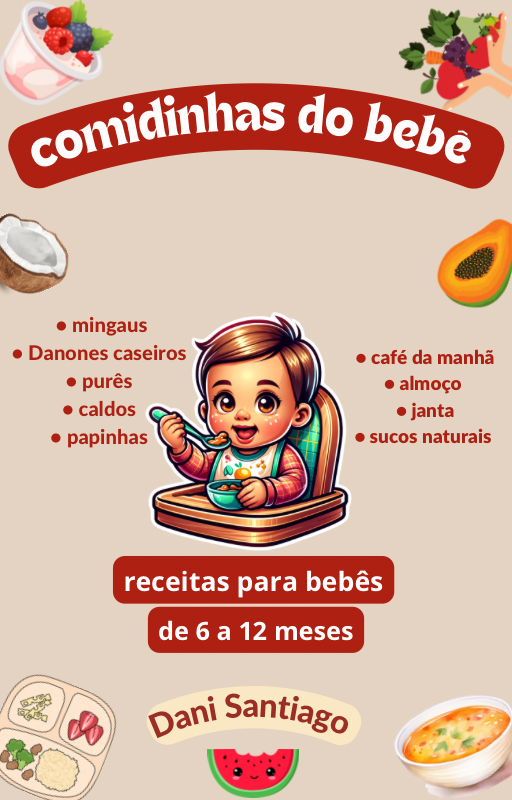 comidinhas do bebê
• mingaus
• Danones caseiros
• purês
• caldos
• papinhas
• café da manhã
• almoço
• janta
• sucos naturais
receitas para bebês
de 6 a 12 meses
Dani Santiago